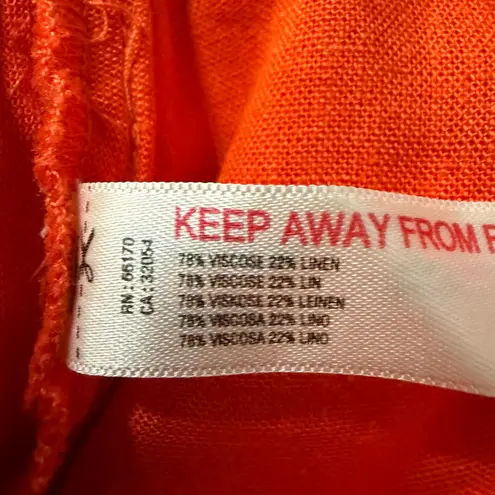 RN: 66170
CA: 32054
KEEP AWAY FROM
78% VISCOSE 22% LINEN
78% VISCOSE 22% LIN
78% VISKOSE 22% LEINEN
78% VISCOSA 22% LINO
78% VISCOSA 22% LINO